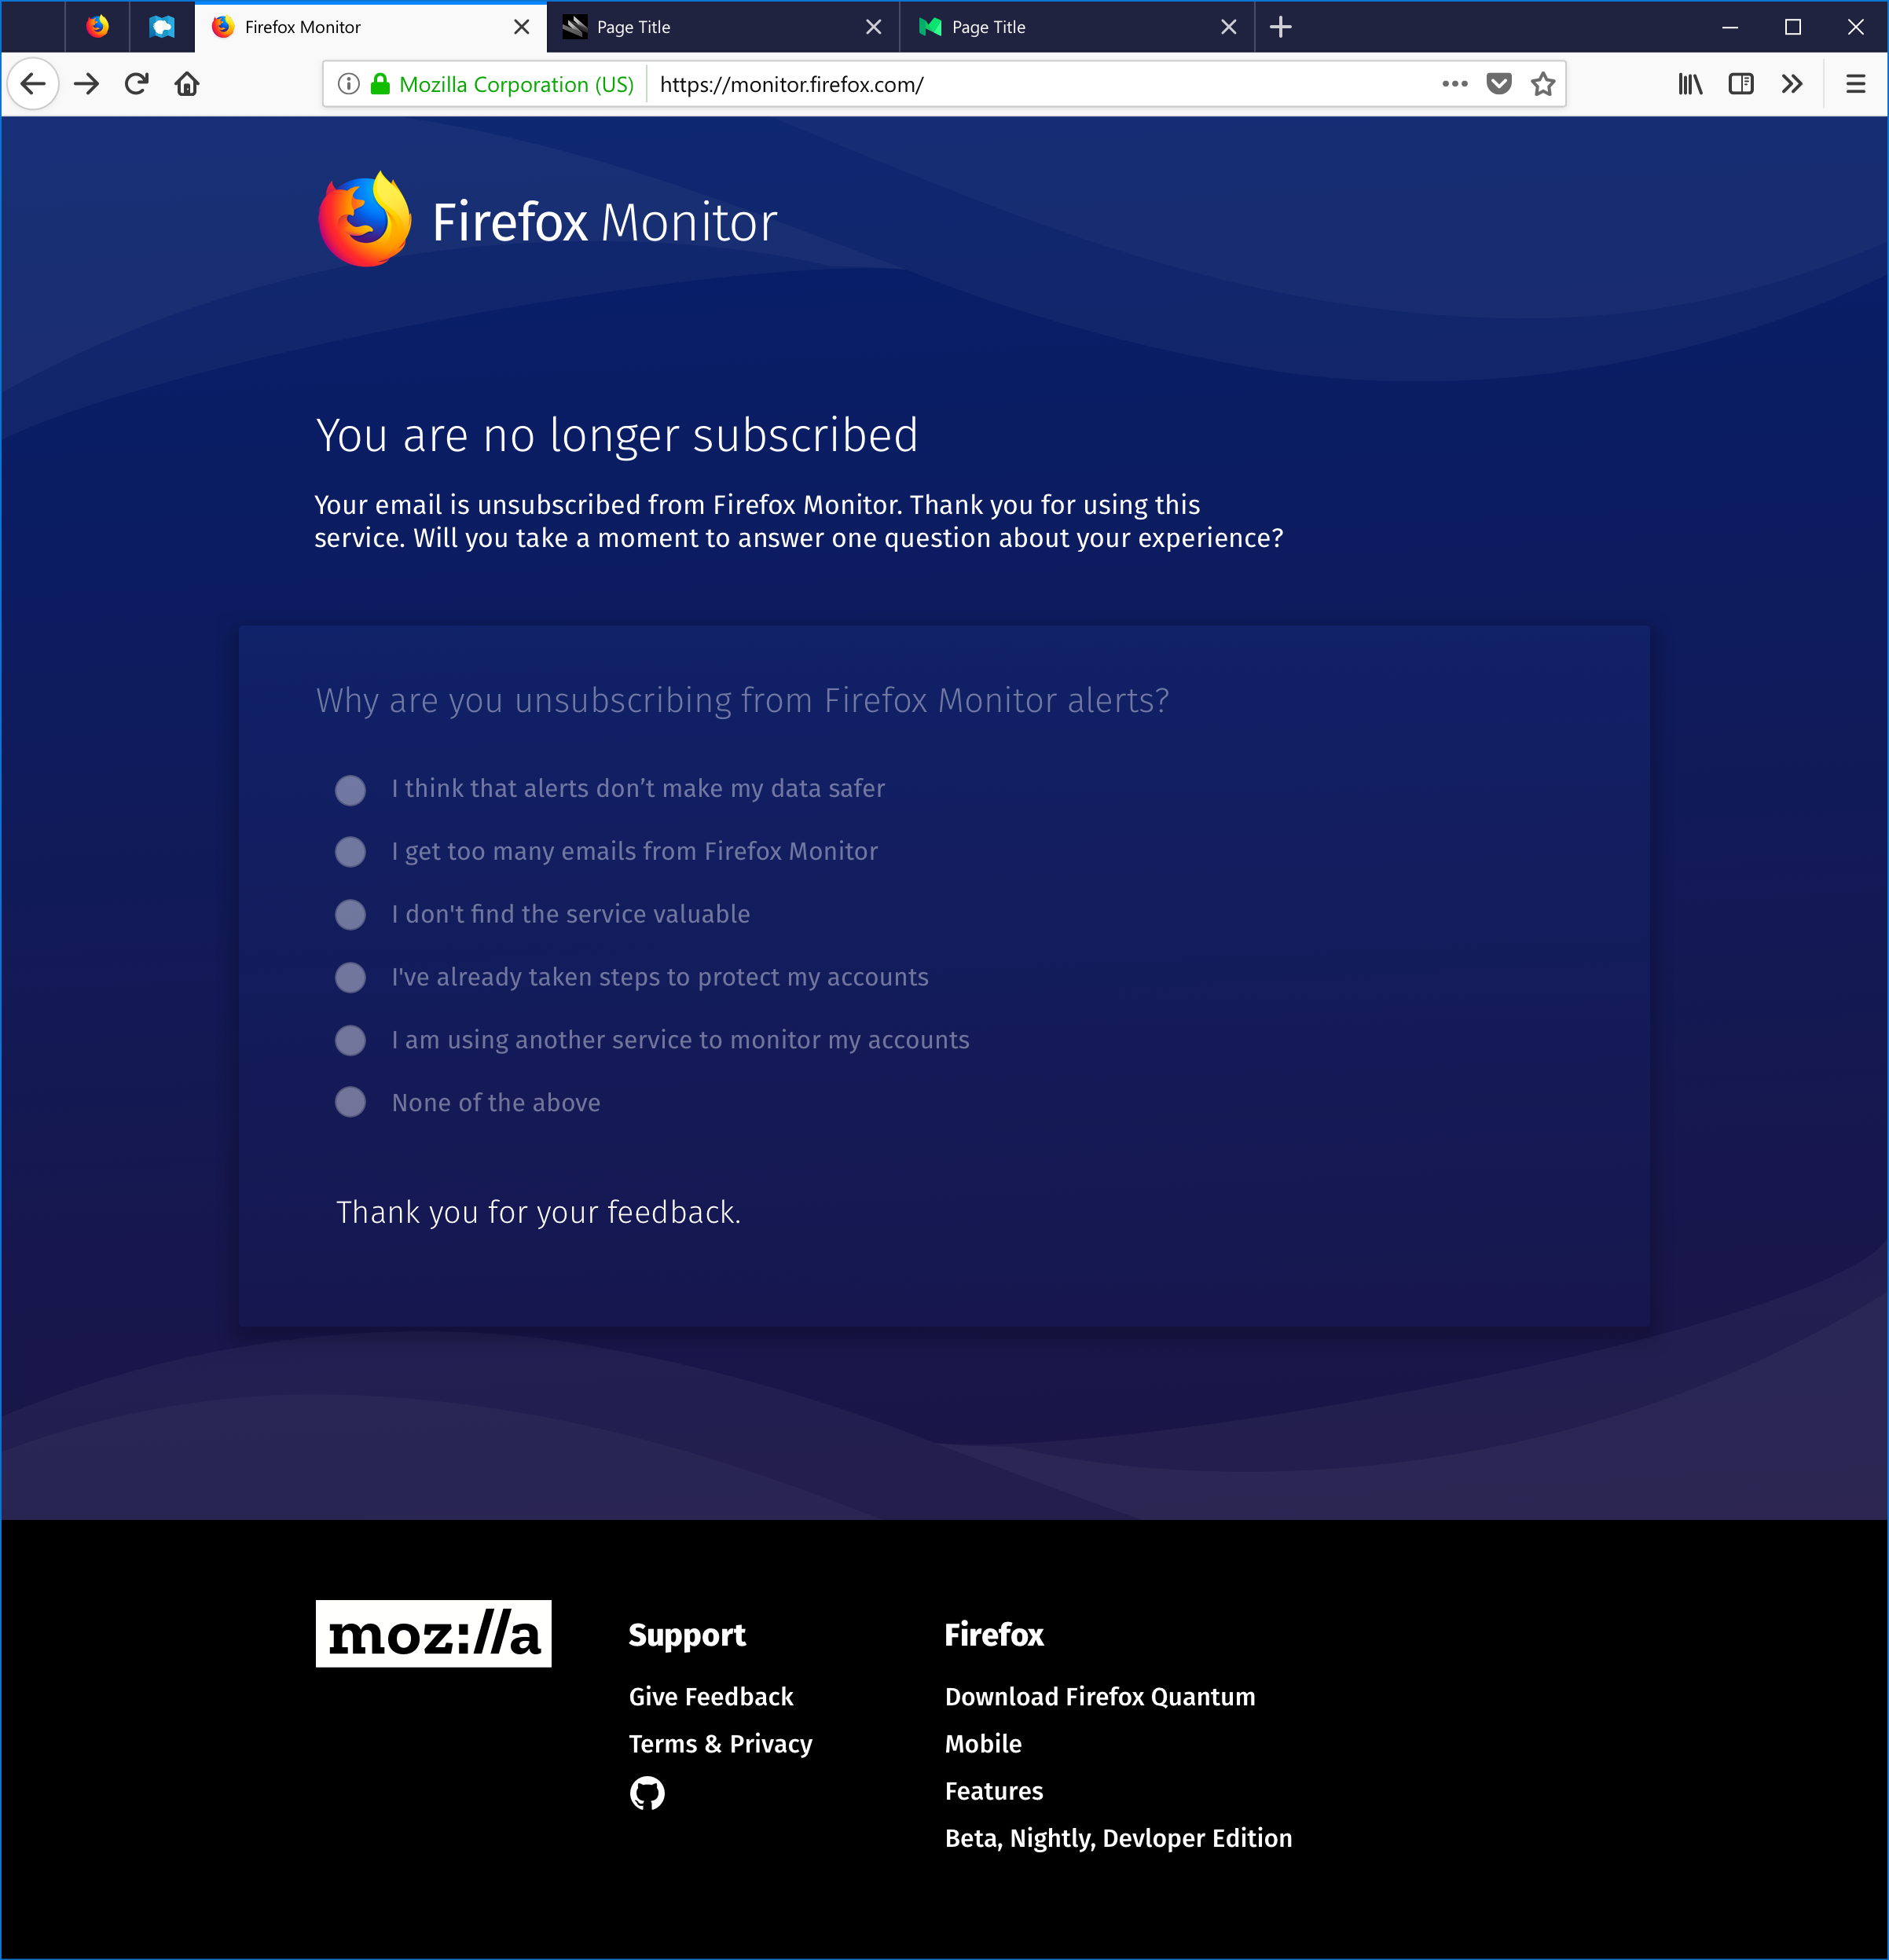 Firefox Monitor
Page Title
Page Title
Mozilla Corporation (US)
https://monitor.firefox.com/
Firefox Monitor
You are no longer subscribed
Your email is unsubscribed from Firefox Monitor. Thank you for using this
service. Will you take a moment to answer one question about your experience?
Why are you unsubscribing from Firefox Monitor alerts?
I think that alerts don’t make my data safer
I get too many emails from Firefox Monitor
I don't find the service valuable
I've already taken steps to protect my accounts
I am using another service to monitor my accounts
None of the above
Thank you for your feedback.
moz://a
Support
Give Feedback
Terms & Privacy
Firefox
Download Firefox Quantum
Mobile
Features
Beta, Nightly, Devloper Edition